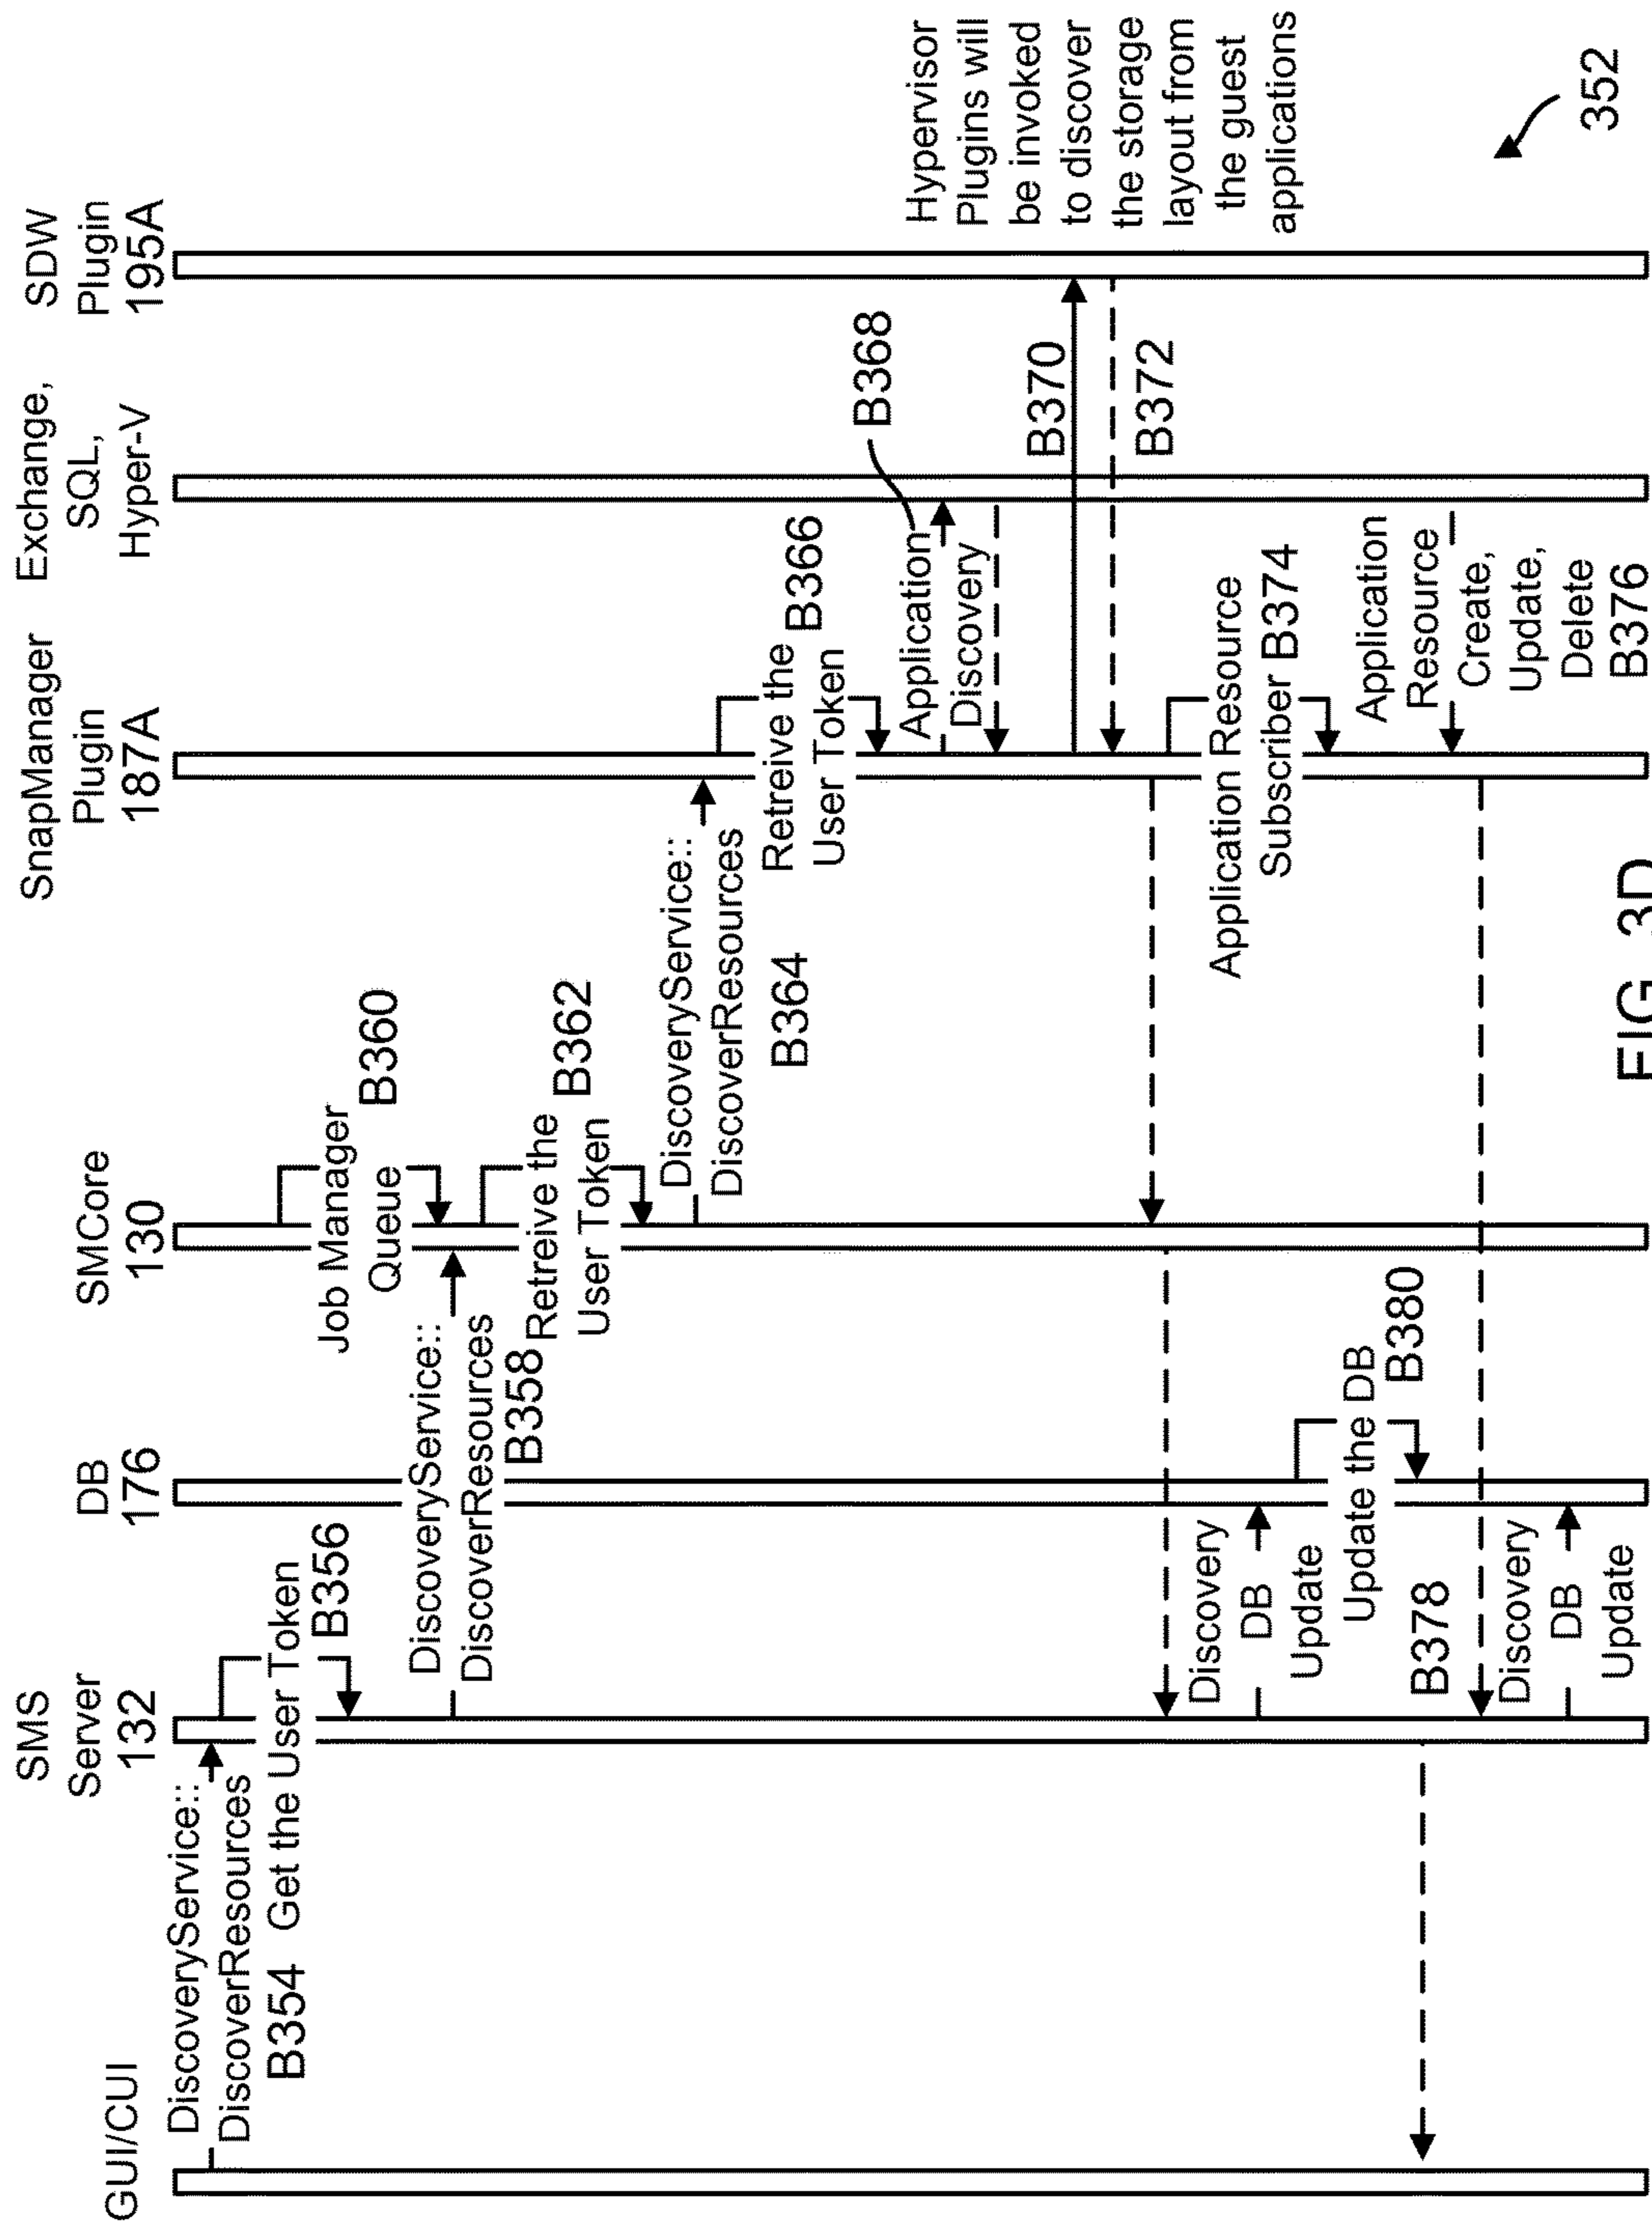 GUI/CUI
SMS
Server
132
DB
176
SMCore
130
SnapManager
Plugin
187A
Exchange,
SQL,
Hyper-V
SDW
Plugin
195A
DiscoveryService::
DiscoverResources
B354
Get the User Token
B356
Job Manager
Queue
B360
DiscoveryService::
DiscoverResources
B358
Retreive the
User Token
B362
DiscoveryService::
DiscoverResources
B364
Retreive the
User Token
B366
Application
Discovery
B368
B370
B372
Hypervisor
Plugins will
be invoked
to discover
the storage
layout from
the guest
applications
Application Resource
Subscriber B374
Discovery
DB
Update
Update the DB
B380
B378
Application
Resource
Create,
Update,
Delete
B376
Discovery
DB
Update
352
FIG. 3D